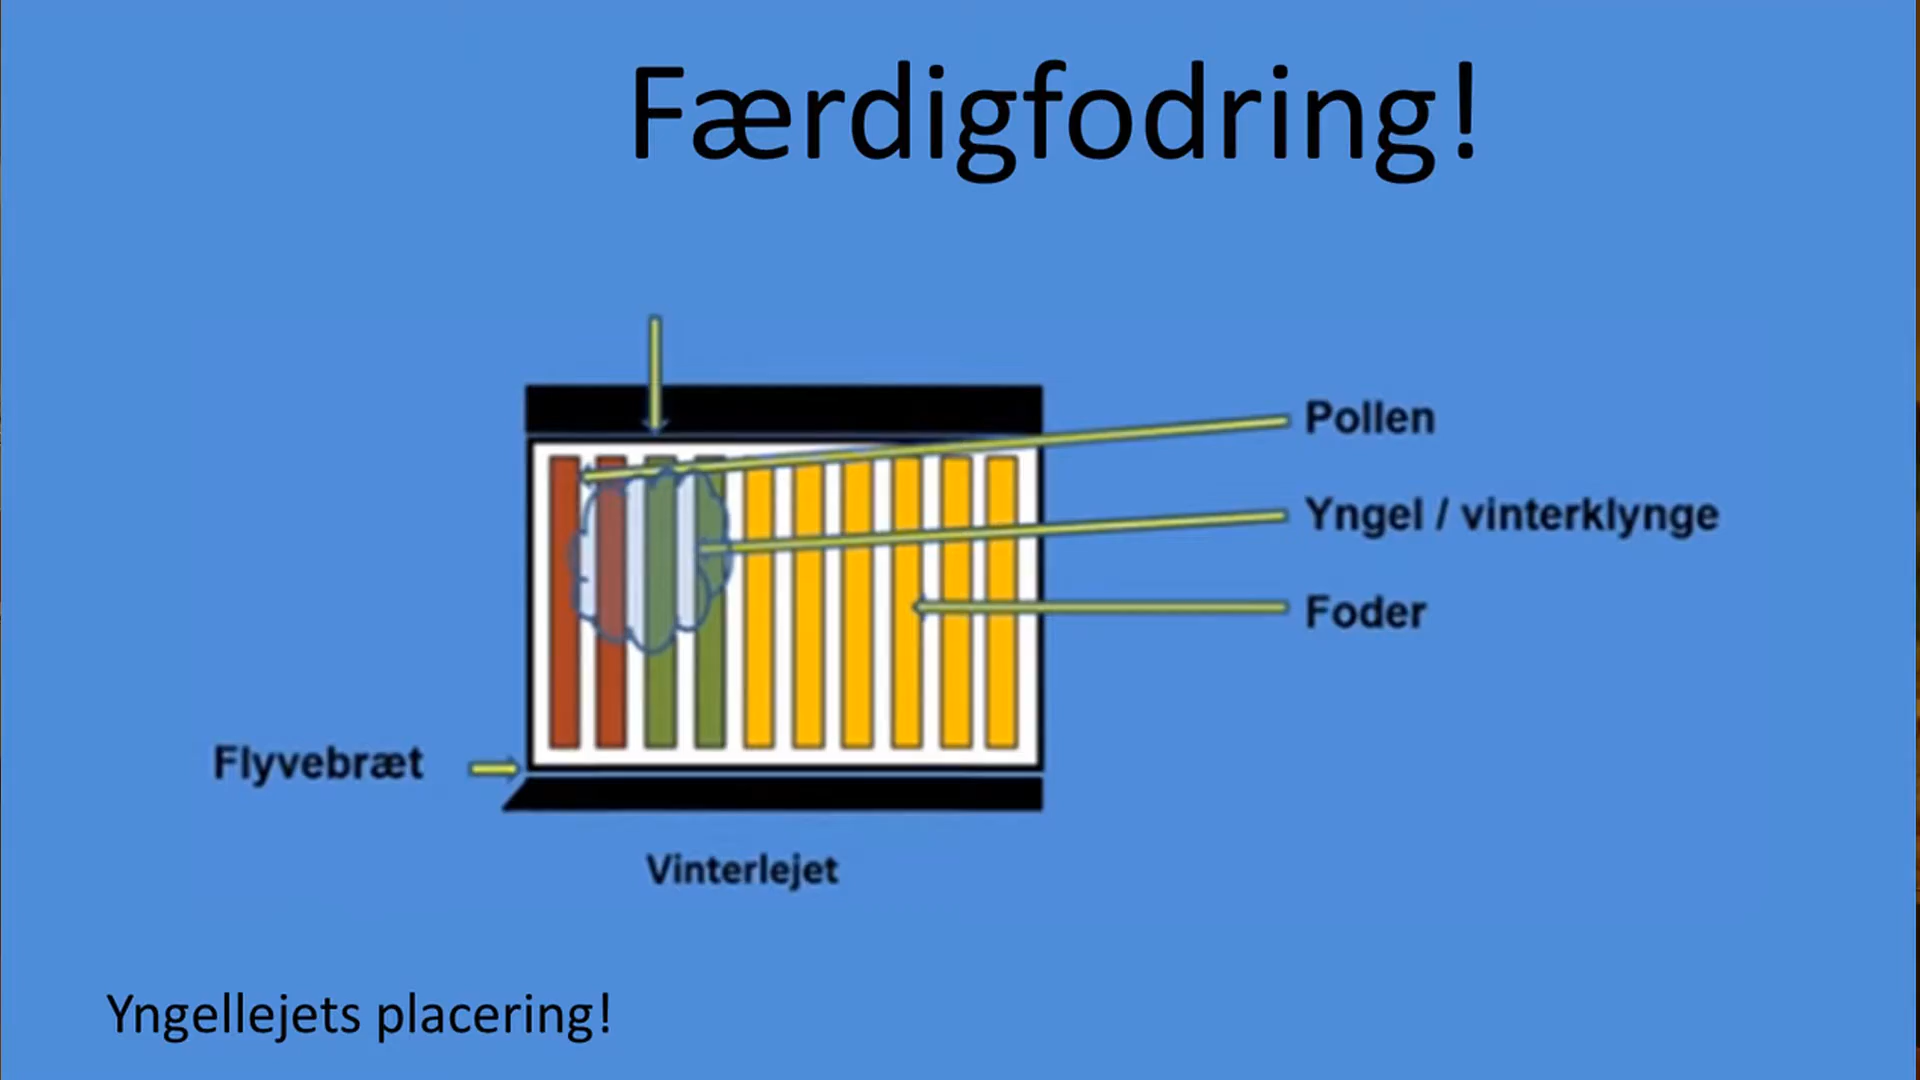 Færdigfodring!
Pollen
Yngel / vinterklynge
Foder
Flyvebræt
Vinterlejet
Yngellejets placering!